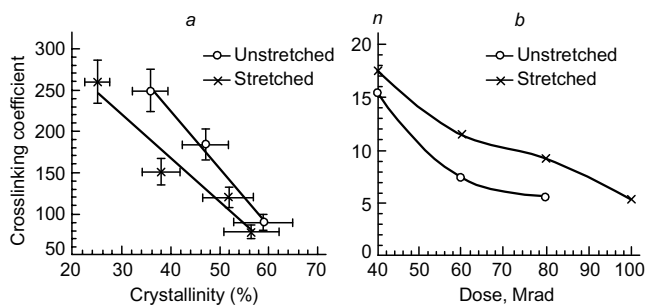 a
Crosslinking coefficient
300
250
200
150
100
50
Unstretched
Stretched
20 30 40 50 60 70
Crystallinity (%)
n b
20
15
10
5
0
Unstretched
Stretched
40 50 60 70 80 90 100
Dose, Mrad